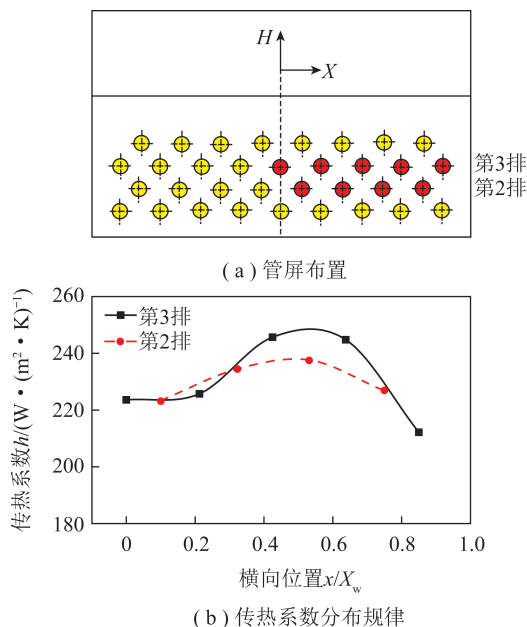 H
X
第3排
第2排
(a)管屏布置
260
240
220
200
180
传热系数h/(W·(m²·K)⁻¹)
第3排
第2排
0
0.2
0.4
0.6
0.8
1.0
横向位置x/Xw
(b)传热系数分布规律